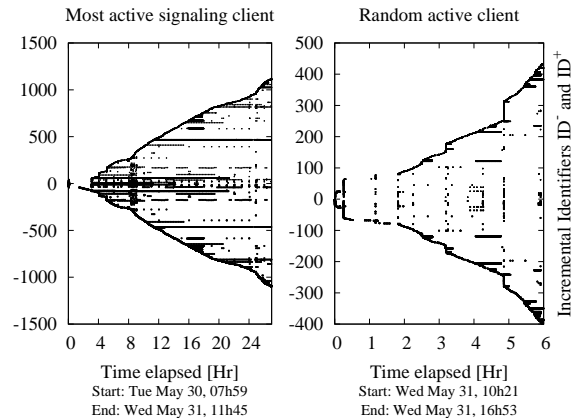 Most active signaling client
1500
1000
500
0
-500
-1000
-1500
0 4 8 12 16 20 24
Time elapsed [Hr]
Start: Tue May 30, 07h59
End: Wed May 31, 11h45
Random active client
500
400
300
200
100
0
-100
-200
-300
-400
0 1 2 3 4 5 6
Time elapsed [Hr]
Start: Wed May 31, 10h21
End: Wed May 31, 16h53
Incremental Identifiers ID⁻ and ID⁺